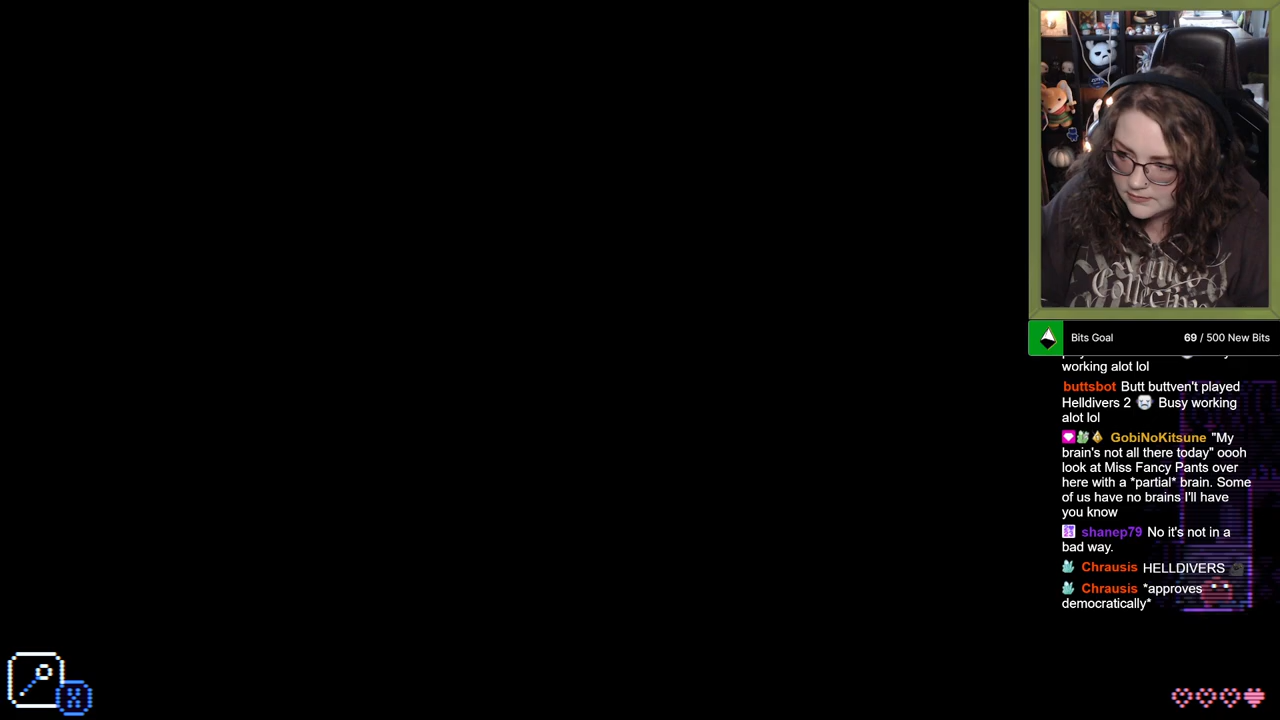 Bits Goal 69 / 500 New Bits
working alot lol
buttsbot Butt buttven't played
Helldivers 2 Busy working
alot lol
GobiNoKitsune "My
brain's not all there today" oooh
look at Miss Fancy Pants over
here with a *partial* brain. Some
of us have no brains I'll have
you know
shanep79 No it's not in a
bad way.
Chrausis HELLDIVERS
Chrausis *approves
democratically*